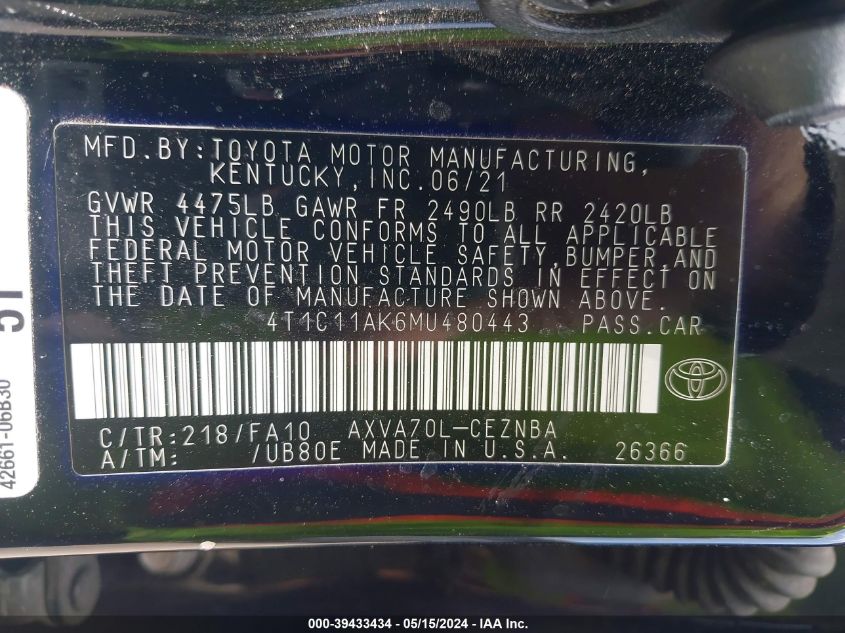 MFD.BY:TOYOTA MOTOR MANUFACTURING,
KENTUCKY, INC.06/21
GVWR 4475LB GAWR FR 2490LB RR 2420LB
THIS VEHICLE CONFORMS TO ALL APPLICABLE
FEDERAL MOTOR VEHICLE SAFETY,BUMPER,AND
THEFT PREVENTION STANDARDS IN EFFECT ON
THE DATE OF MANUFACTURE SHOWN ABOVE.
4T1C11AK6MU480443 PASS.CAR
C/TR:218/FA10 AXVA70L-CEZNBA
A/TM: /UB80E MADE IN U.S.A. 26366
42661-06B30
000-39433434 - 05/15/2024 - IAA Inc.